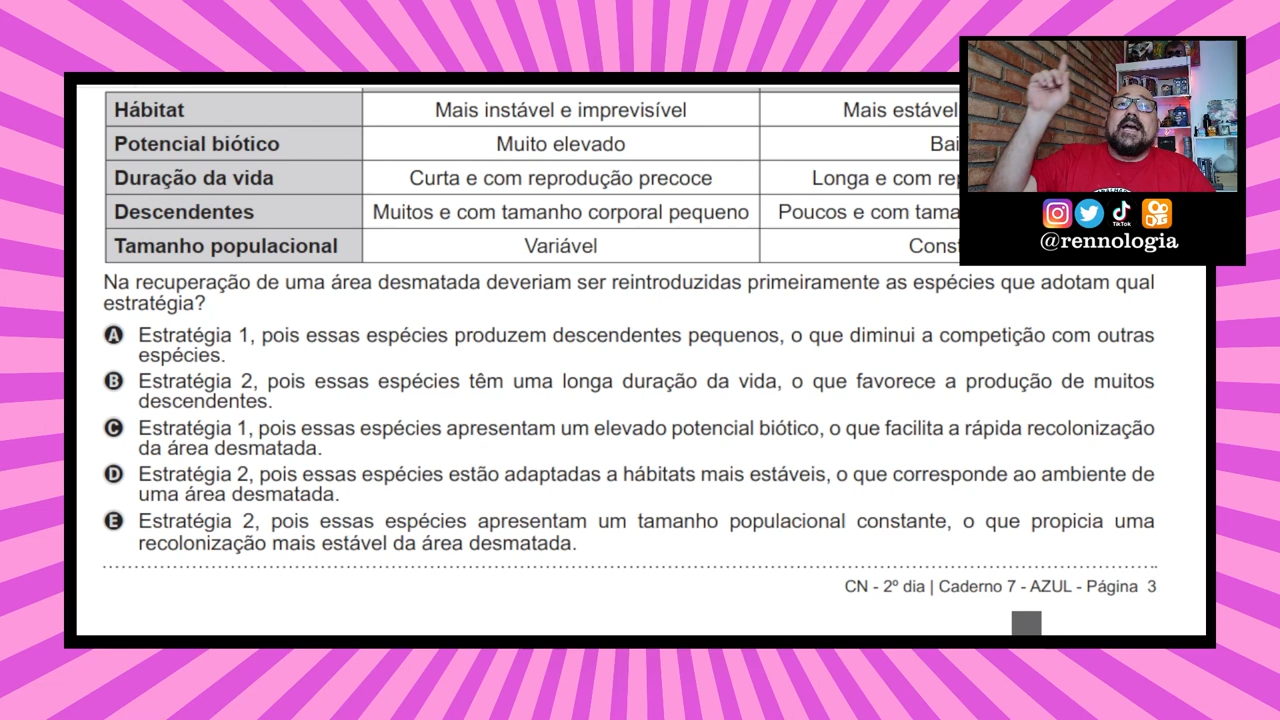 Hábitat Mais instável e imprevisível Mais estável
Potencial biótico Muito elevado
Duração da vida Curta e com reprodução precoce Longa e com
Descendentes Muitos e com tamanho corporal pequeno Poucos e com
Tamanho populacional Variável
Na recuperação de uma área desmatada deveriam ser reintroduzidas primeiramente as espécies que adotam qual
estratégia?
A Estratégia 1, pois essas espécies produzem descendentes pequenos, o que diminui a competição com outras
espécies.
B Estratégia 2, pois essas espécies têm uma longa duração da vida, o que favorece a produção de muitos
descendentes.
C Estratégia 1, pois essas espécies apresentam um elevado potencial biótico, o que facilita a rápida recolonização
da área desmatada.
D Estratégia 2, pois essas espécies estão adaptadas a hábitats mais estáveis, o que corresponde ao ambiente de
uma área desmatada.
E Estratégia 2, pois essas espécies apresentam um tamanho populacional constante, o que propicia uma
recolonização mais estável da área desmatada.
CN - 2º dia | Caderno 7 - AZUL - Página 3
TikTok
@rennologia